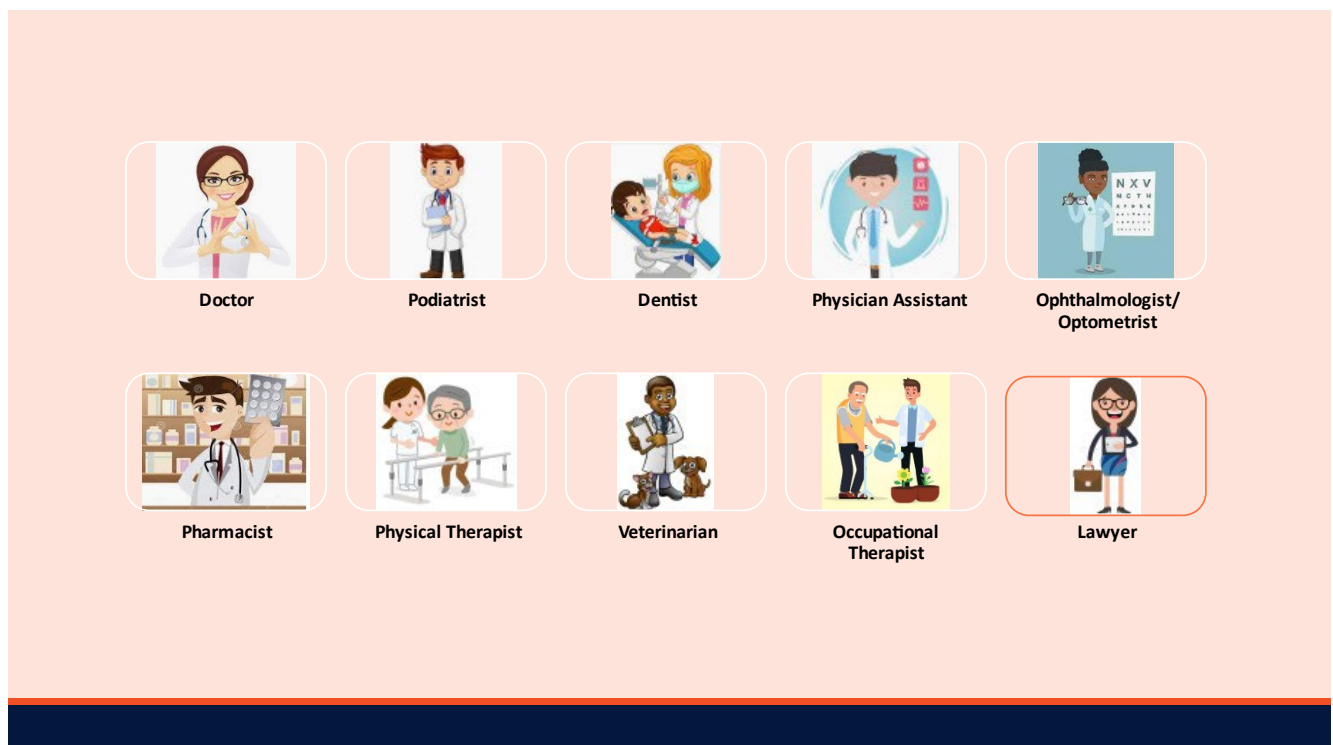 N X V
Doctor
Podiatrist
Dentist
Physician Assistant
Ophthalmologist/
Optometrist
Pharmacist
Physical Therapist
Veterinarian
Occupational
Therapist
Lawyer